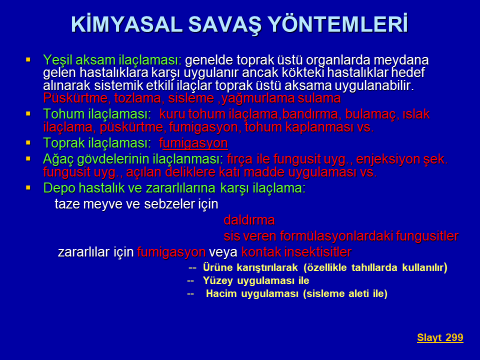 KİMYASAL SAVAŞ YÖNTEMLERİ
Yeşil aksam ilaçlaması: genelde toprak üstü organlarda meydana
gelen hastalıklara karşı uygulanır ancak kökteki hastalıklar hedef
alınarak sistemik etkili ilaçlar toprak üstü aksama uygulanabilir.
Püskürtme, tozlama, sisleme ,yağmurlama sulama
Tohum ilaçlaması: kuru tohum ilaçlama,bandırma, bulamaç, ıslak
ilaçlama, püskürtme, fumigasyon, tohum kaplanması vs.
Toprak ilaçlaması: fumigasyon
Ağaç gövdelerinin ilaçlanması: fırça ile fungusit uyg., enjeksiyon şek.
fungusit uyg., açılan deliklere katı madde uygulaması vs.
Depo hastalık ve zararlılarına karşı ilaçlama:
taze meyve ve sebzeler için
daldırma
sis veren formülasyonlardaki fungusitler
zararlılar için fumigasyon veya kontak insektisitler
-- Ürüne karıştırılarak (özellikle tahıllarda kullanılır)
-- Yüzey uygulaması ile
-- Hacim uygulaması (sisleme aleti ile)
Slayt 299